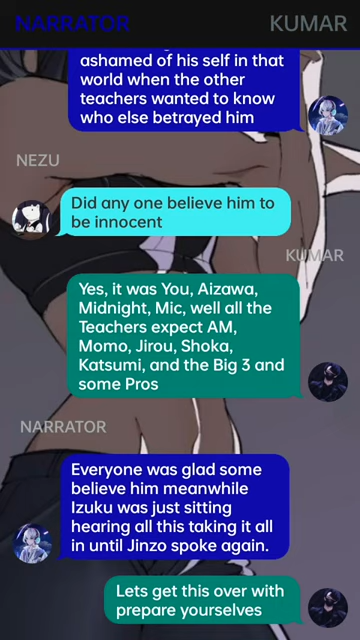 NARRATOR
KUMAR
ashamed of his self in that
world when the other
teachers wanted to know
who else betrayed him
NEZU
Did any one believe him to
be innocent
KUMAR
Yes, it was You, Aizawa,
Midnight, Mic, well all the
Teachers expect AM,
Momo, Jirou, Shoka,
Katsumi, and the Big 3 and
some Pros
NARRATOR
Everyone was glad some
believe him meanwhile
Izuku was just sitting
hearing all this taking it all
in until Jinzo spoke again.
Lets get this over with
prepare yourselves